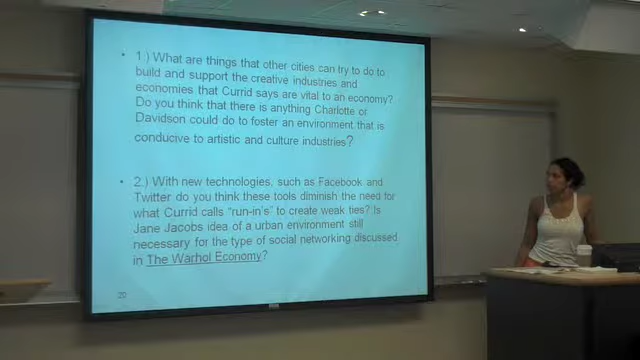 • 1.) What are things that other cities can try to do to
build and support the creative industries and
economies that Currid says are vital to an economy?
Do you think that there is anything Charlotte or
Davidson could do to foster an environment that is
conducive to artistic and culture industries?
• 2.) With new technologies, such as Facebook and
Twitter do you think these tools diminish the need for
what Currid calls “run-in’s” to create weak ties? Is
Jane Jacobs idea of a urban environment still
necessary for the type of social networking discussed
in The Warhol Economy?